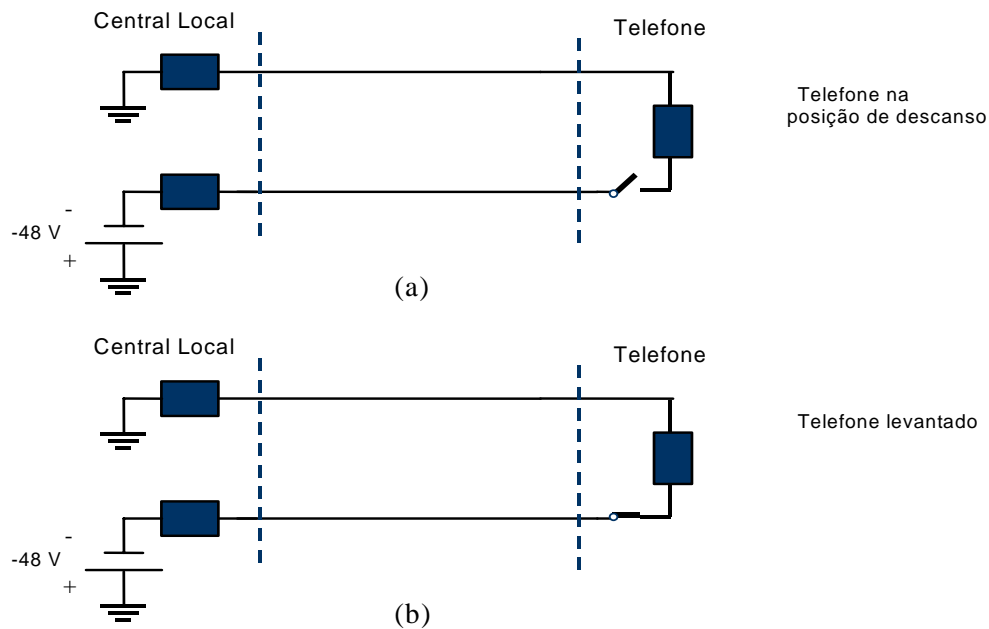 Central Local
Telefone
Telefone na
posição de descanso
-
-48 V
+
(a)
Central Local
Telefone
Telefone levantado
-
-48 V
+
(b)